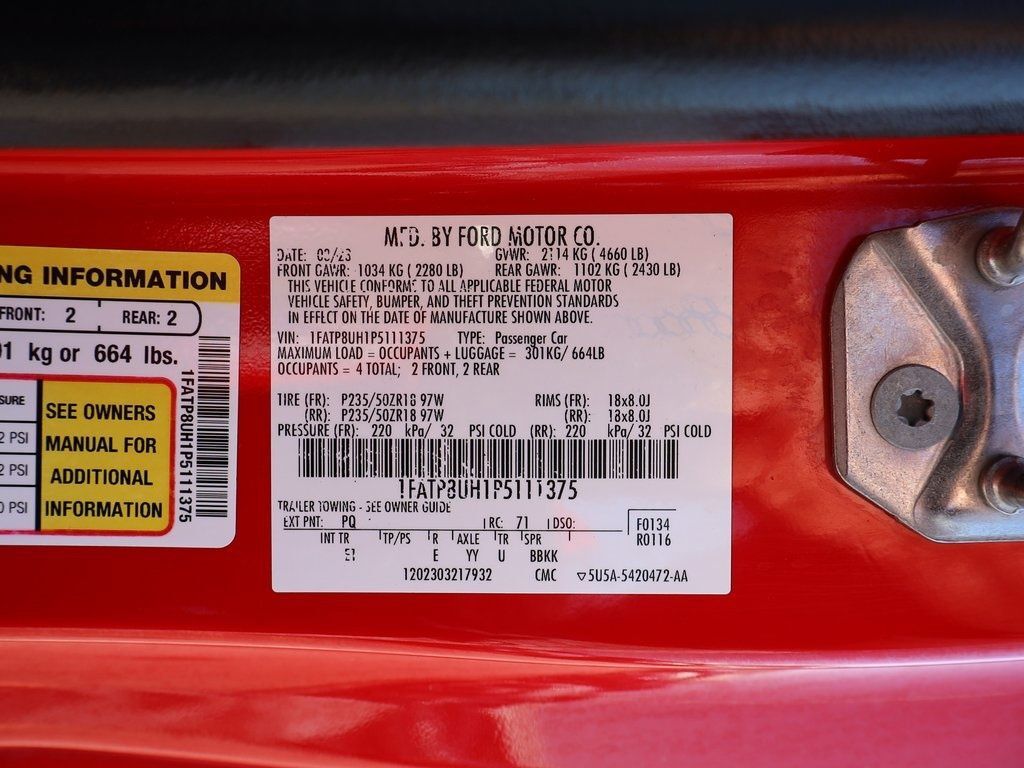 NG INFORMATION
FRONT: 2 REAR: 2
kg or 664 lbs.
SURE
2 PSI
2 PSI
0 PSI
SEE OWNERS
MANUAL FOR
ADDITIONAL
INFORMATION
1FATP8UH1P5111375
MFD. BY FORD MOTOR CO.
DATE: GVWR: 2114 KG ( 4660 LB)
FRONT GAWR: 1034 KG ( 2280 LB) REAR GAWR: 1102 KG ( 2430 LB)
THIS VEHICLE CONFORMS TO ALL APPLICABLE FEDERAL MOTOR
VEHICLE SAFETY, BUMPER, AND THEFT PREVENTION STANDARDS
IN EFFECT ON THE DATE OF MANUFACTURE SHOWN ABOVE.
VIN: 1FATP8UH1P5111375 TYPE: Passenger Car
MAXIMUM LOAD = OCCUPANTS + LUGGAGE = 301KG/ 664LB
OCCUPANTS = 4 TOTAL; 2 FRONT, 2 REAR
TIRE (FR): P235/50ZR18 97W RIMS (FR): 18x8.0J
(RR): P235/50ZR18 97W (RR): 18x8.0J
PRESSURE (FR): 220 kPa/ 32 PSI COLD (RR): 220 kPa/ 32 PSI COLD
1FATP8UH1P5111375
TRAILER TOWING - SEE OWNER GUIDE
EXT PNT: PQ RC: 71 DSO: F0134
INT TR TP/PS R AXLE TR SPR R0116
E YY U BBKK
1202303217932 CMC ▽5U5A-5420472-AA